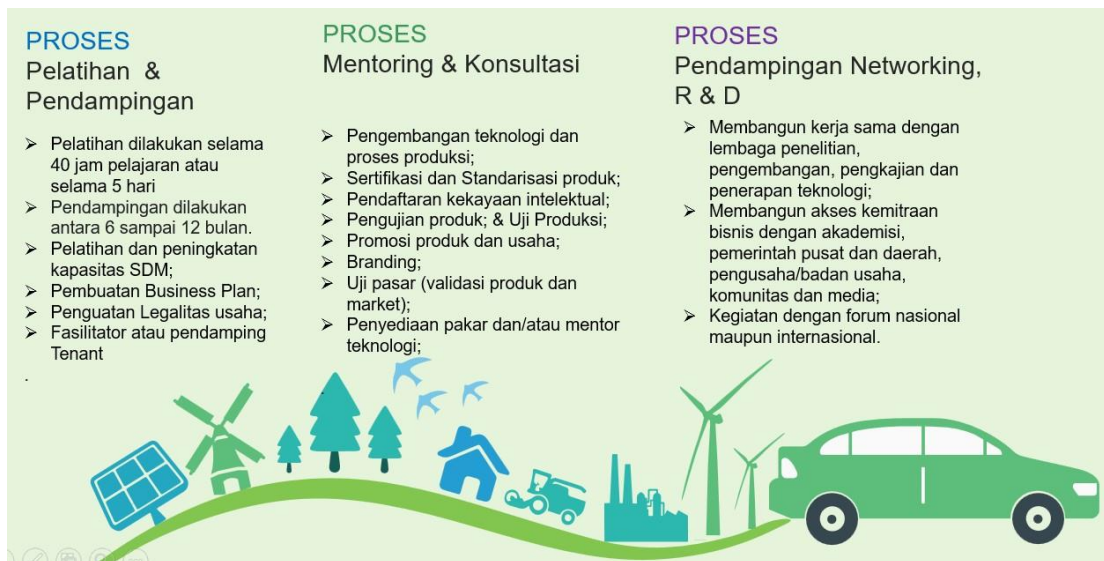 PROSES
Pelatihan &
Pendampingan
➢ Pelatihan dilakukan selama
40 jam pelajaran atau
selama 5 hari
➢ Pendampingan dilakukan
antara 6 sampai 12 bulan.
➢ Pelatihan dan peningkatan
kapasitas SDM;
➢ Pembuatan Business Plan;
➢ Penguatan Legalitas usaha;
➢ Fasilitator atau pendamping
Tenant
.
PROSES
Mentoring & Konsultasi
➢ Pengembangan teknologi dan
proses produksi;
➢ Sertifikasi dan Standarisasi produk;
➢ Pendaftaran kekayaan intelektual;
➢ Pengujian produk; & Uji Produksi;
➢ Promosi produk dan usaha;
➢ Branding;
➢ Uji pasar (validasi produk dan
market);
➢ Penyediaan pakar dan/atau mentor
teknologi;
PROSES
Pendampingan Networking,
R & D
➢ Membangun kerja sama dengan
lembaga penelitian,
pengembangan, pengkajian dan
penerapan teknologi;
➢ Membangun akses kemitraan
bisnis dengan akademisi,
pemerintah pusat dan daerah,
pengusaha/badan usaha,
komunitas dan media;
➢ Kegiatan dengan forum nasional
maupun internasional.